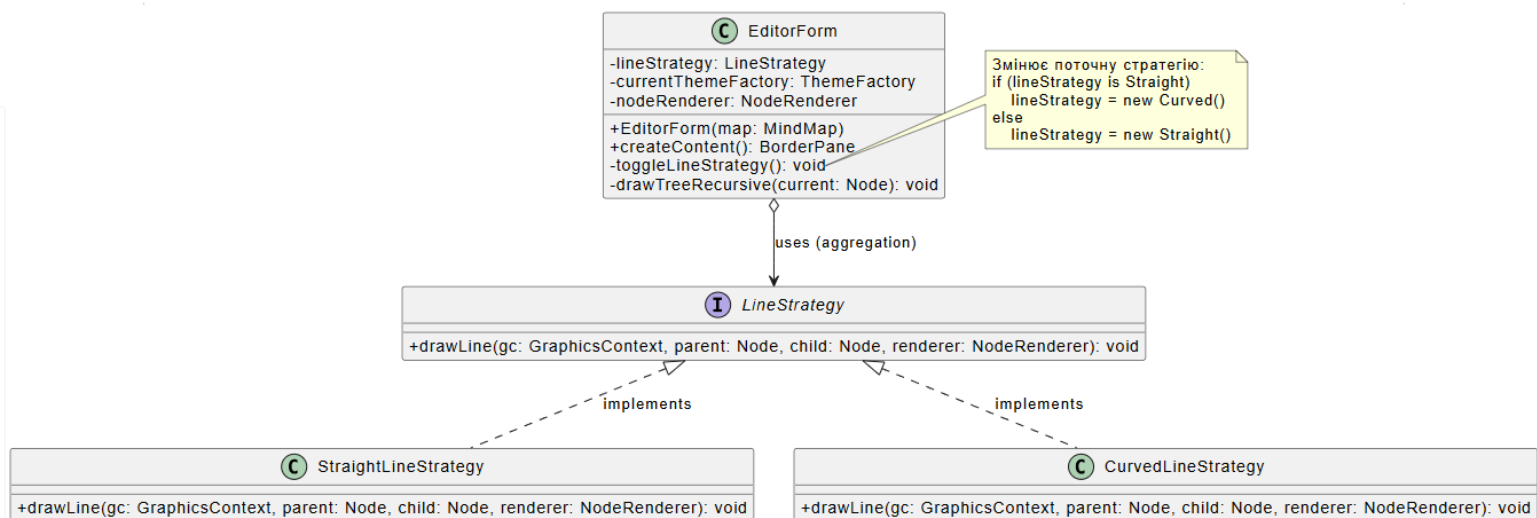 C EditorForm
-lineStrategy: LineStrategy
-currentThemeFactory: ThemeFactory
-nodeRenderer: NodeRenderer
+EditorForm(map: MindMap)
+createContent(): BorderPane
-toggleLineStrategy(): void
-drawTreeRecursive(current: Node): void
Змінює поточну стратегію:
if (lineStrategy is Straight)
lineStrategy = new Curved()
else
lineStrategy = new Straight()
uses (aggregation)
I LineStrategy
+drawLine(gc: GraphicsContext, parent: Node, child: Node, renderer: NodeRenderer): void
implements
implements
C StraightLineStrategy
+drawLine(gc: GraphicsContext, parent: Node, child: Node, renderer: NodeRenderer): void
C CurvedLineStrategy
+drawLine(gc: GraphicsContext, parent: Node, child: Node, renderer: NodeRenderer): void